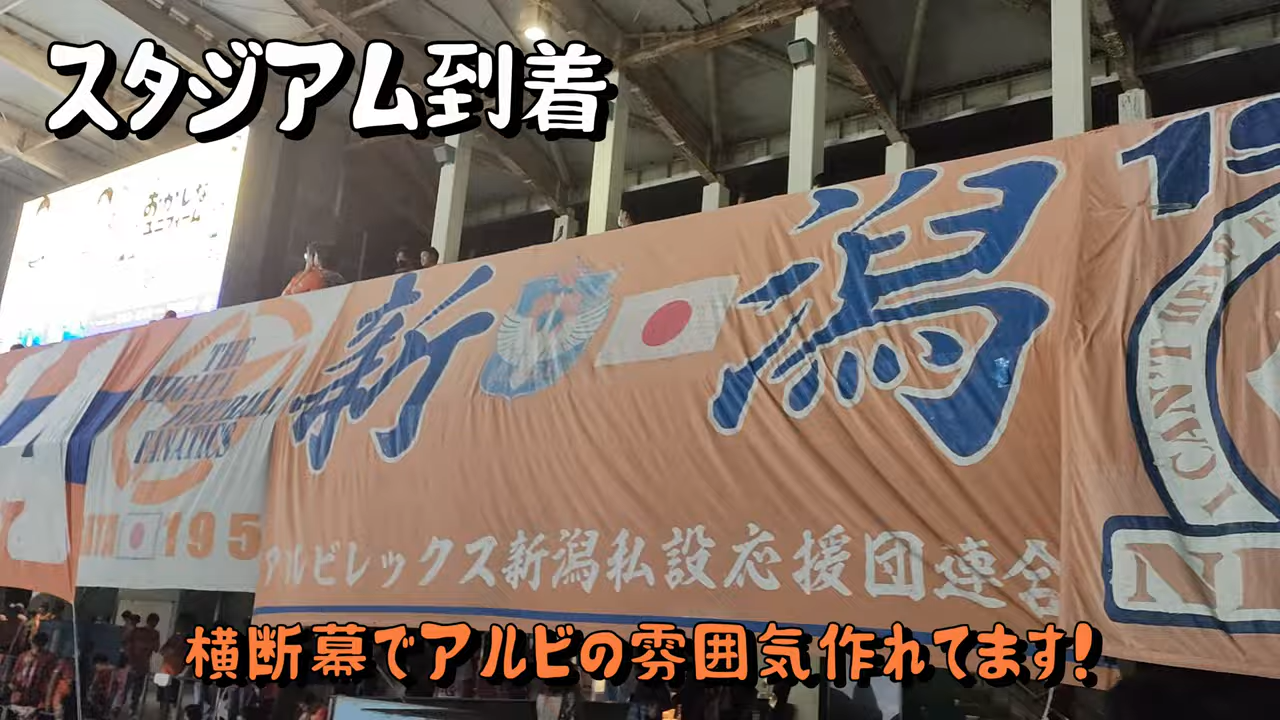 スタジアム到着
おかしな
ユニフォーム
新 潟
THE
NIIGATA
FOOTBALL
FANATICS
195
アルビレックス新潟私設応援団連合
I CAN'T HELP F
横断幕でアルビの雰囲気作れてます!